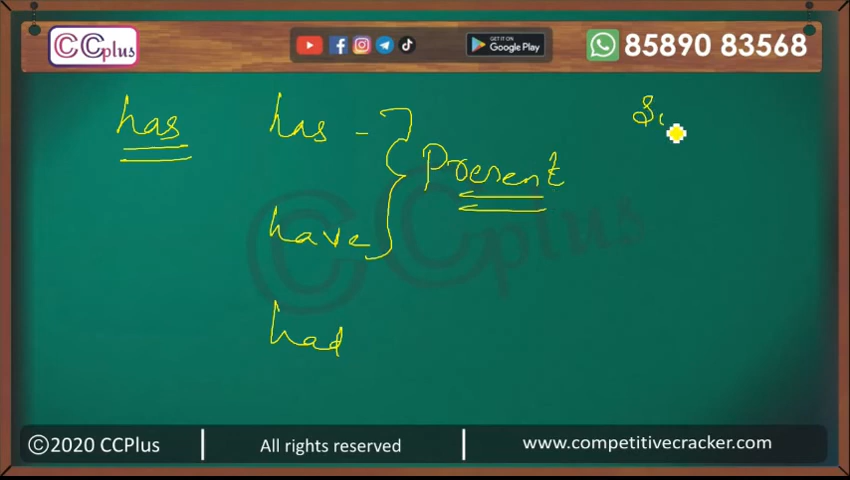 CCplus
GET IT ON
Google Play
85890 83568
has has - Present
have
had
CCplus
©2020 CCPlus
All rights reserved
www.competitivecracker.com